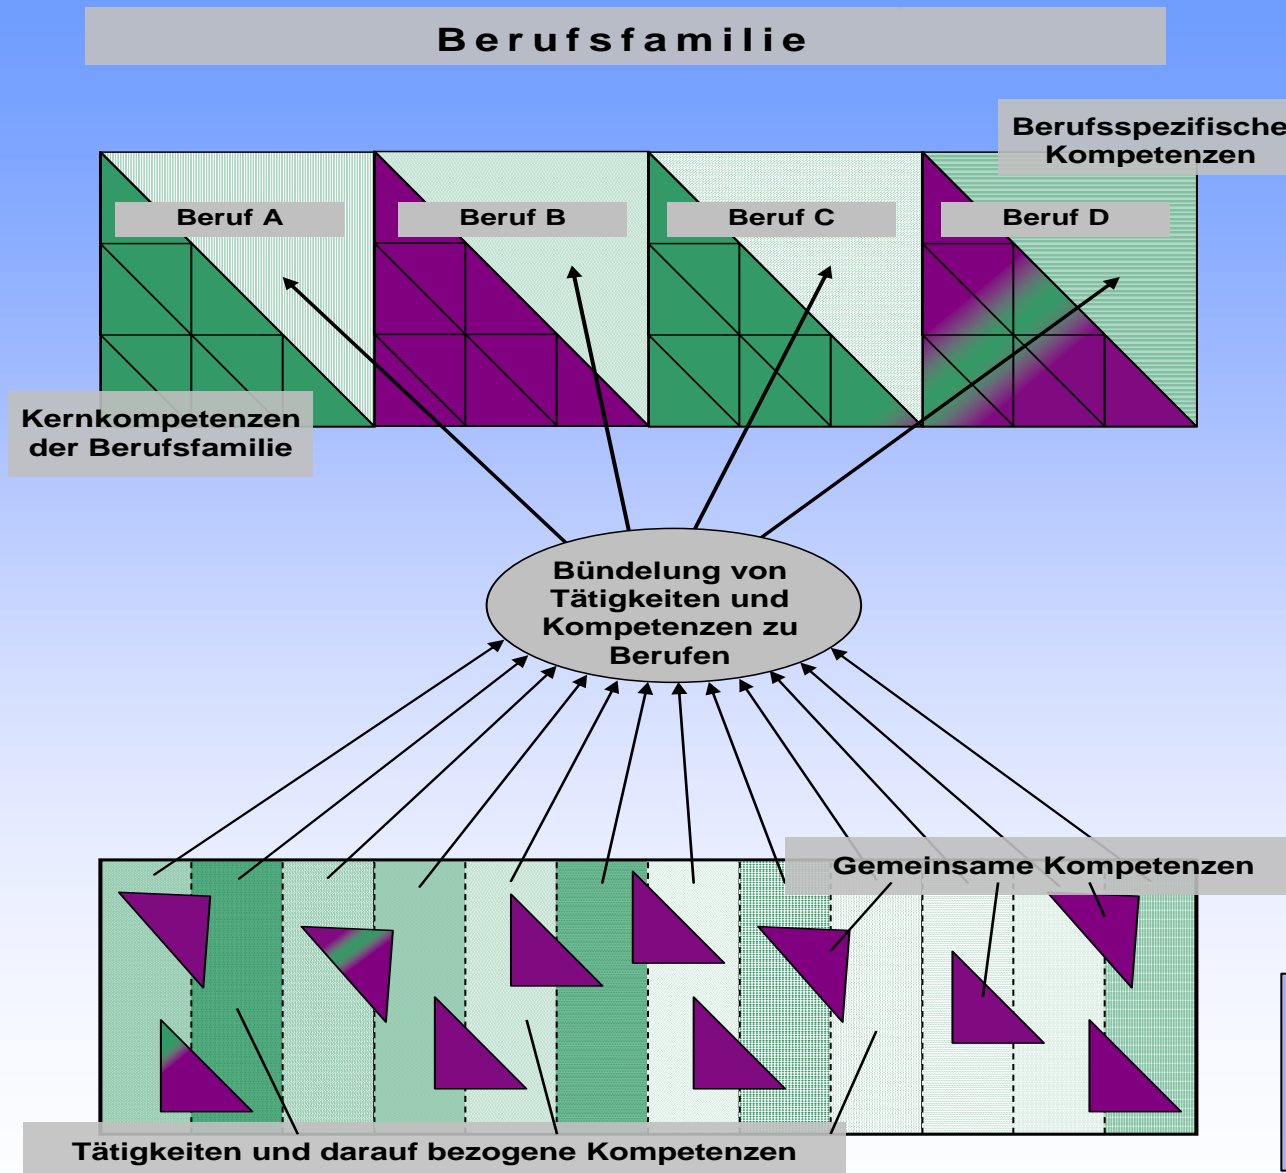 Berufsfamilie
Berufsspezifische
Kompetenzen
Beruf A
Beruf B
Beruf C
Beruf D
Kernkompetenzen
der Berufsfamilie
Bündelung von
Tätigkeiten und
Kompetenzen zu
Berufen
Gemeinsame Kompetenzen
Tätigkeiten und darauf bezogene Kompetenzen